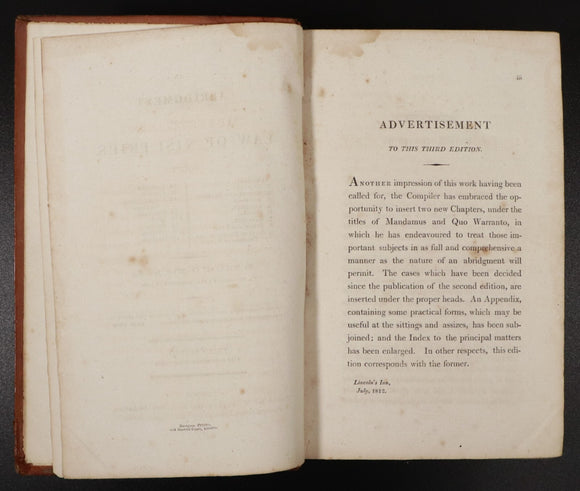 iii
ADVERTISEMENT
TO THIS THIRD EDITION.
ANOTHER impression of this work having been
called for, the Compiler has embraced the op-
portunity to insert two new Chapters, under the
titles of Mandamus and Quo Warranto, in
which he has endeavoured to treat those im-
portant subjects in as full and comprehensive a
manner as the nature of an abridgment will
permit. The cases which have been decided
since the publication of the second edition, are
inserted under the proper heads. An Appendix,
containing some practical forms, which may be
useful at the sittings and assizes, has been sub-
joined; and the Index to the principal matters
has been enlarged. In other respects, this edi-
tion corresponds with the former.
Lincoln's Inn,
July, 1812.